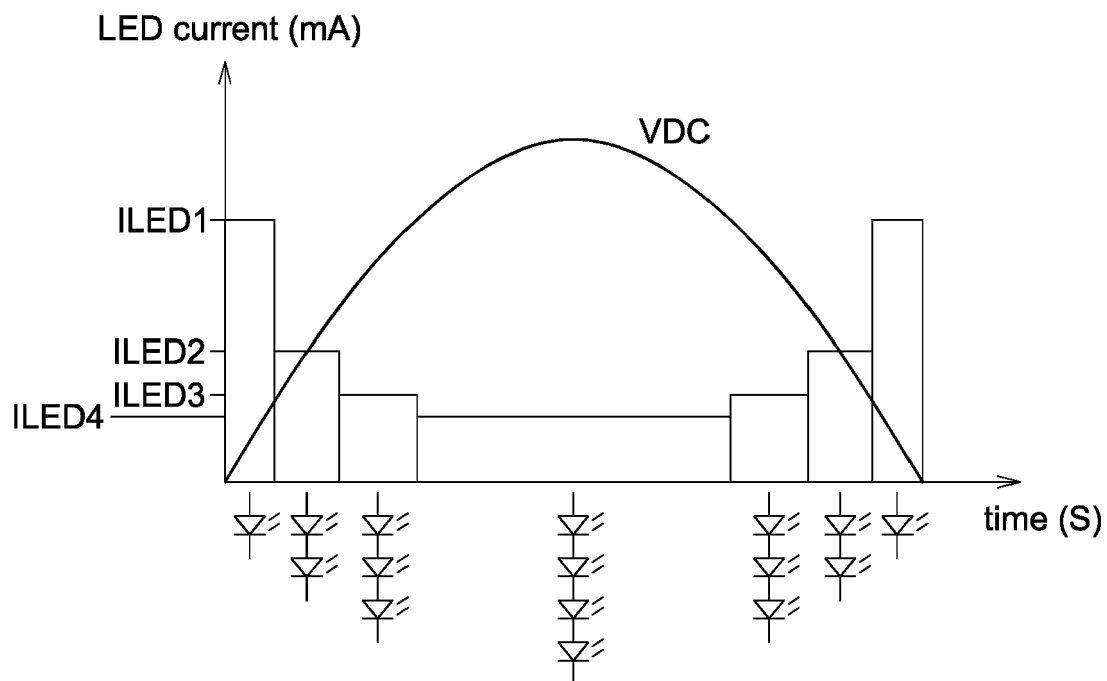 LED current (mA)
VDC
ILED1
ILED2
ILED3
ILED4
time (S)